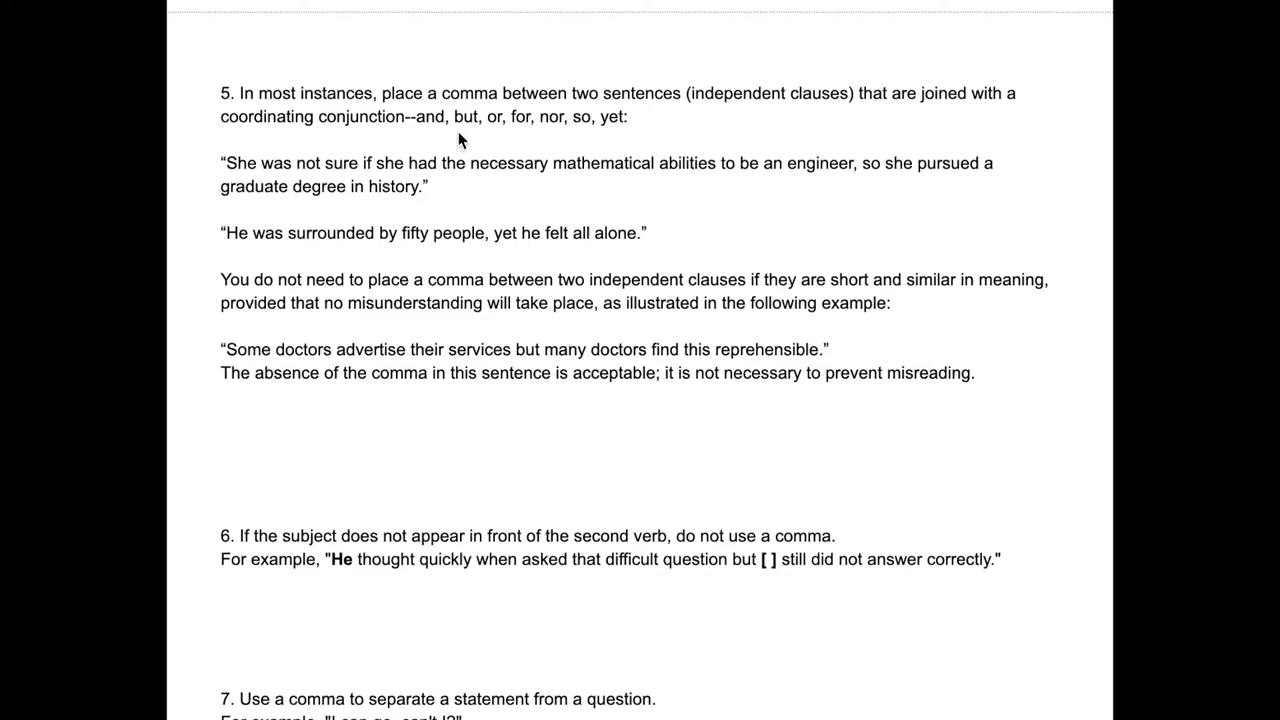 5. In most instances, place a comma between two sentences (independent clauses) that are joined with a
coordinating conjunction--and, but, or, for, nor, so, yet:
“She was not sure if she had the necessary mathematical abilities to be an engineer, so she pursued a
graduate degree in history.”
“He was surrounded by fifty people, yet he felt all alone.”
You do not need to place a comma between two independent clauses if they are short and similar in meaning,
provided that no misunderstanding will take place, as illustrated in the following example:
“Some doctors advertise their services but many doctors find this reprehensible.”
The absence of the comma in this sentence is acceptable; it is not necessary to prevent misreading.
6. If the subject does not appear in front of the second verb, do not use a comma.
For example, "He thought quickly when asked that difficult question but [ ] still did not answer correctly."
7. Use a comma to separate a statement from a question.
For example, "I can go, can't I?"